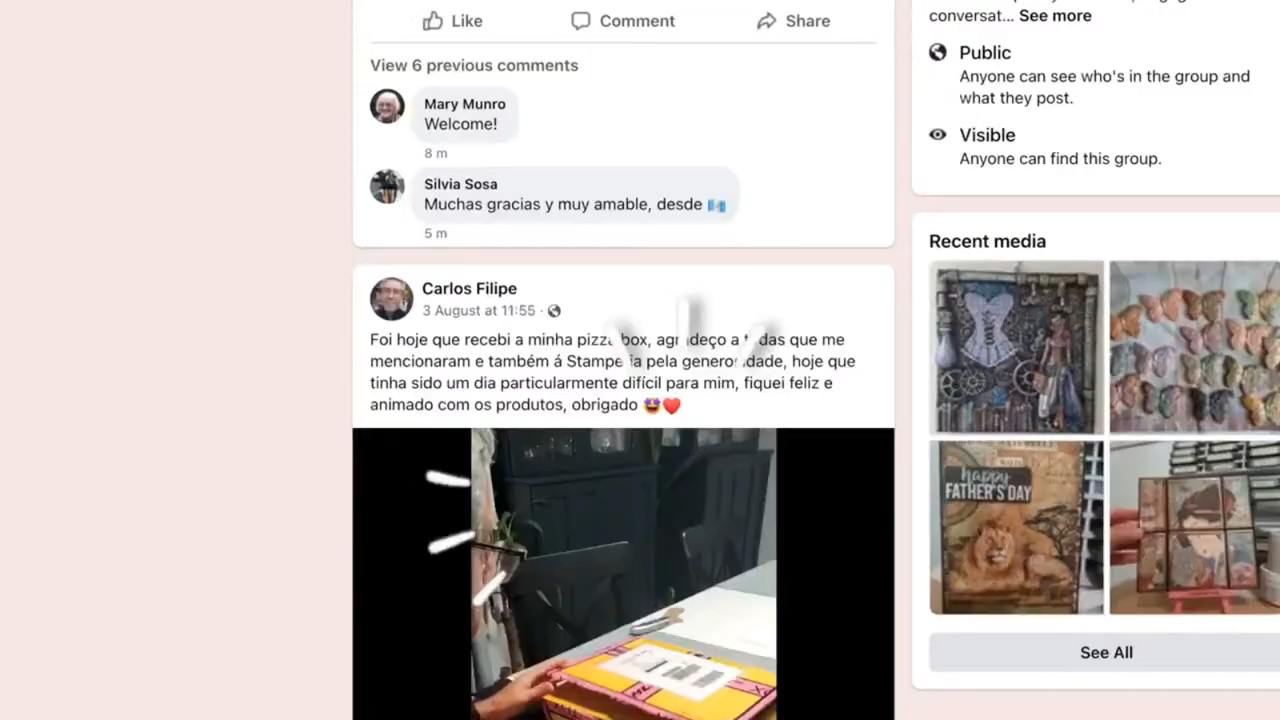 Like
Comment
Share
View 6 previous comments
Mary Munro
Welcome!
8 m
Silvia Sosa
Muchas gracias y muy amable, desde 🇬🇹
5 m
Carlos Filipe
3 August at 11:55 ·
Foi hoje que recebi a minha pizza box, agradeço a todas que me
mencionaram e também á Stamperia pela generosidade, hoje que
tinha sido um dia particularmente difícil para mim, fiquei feliz e
animado com os produtos, obrigado 🤩❤️
conversat... See more
Public
Anyone can see who's in the group and
what they post.
Visible
Anyone can find this group.
Recent media
happy
FATHER'S DAY
See All